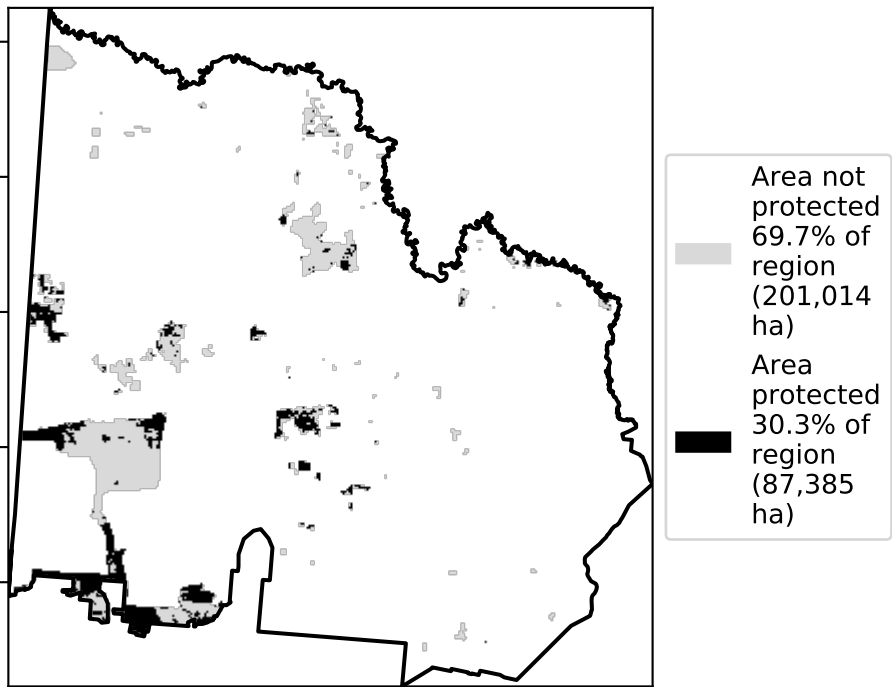 Area not
protected
69.7% of
region
(201,014
ha)
Area
protected
30.3% of
region
(87,385
ha)